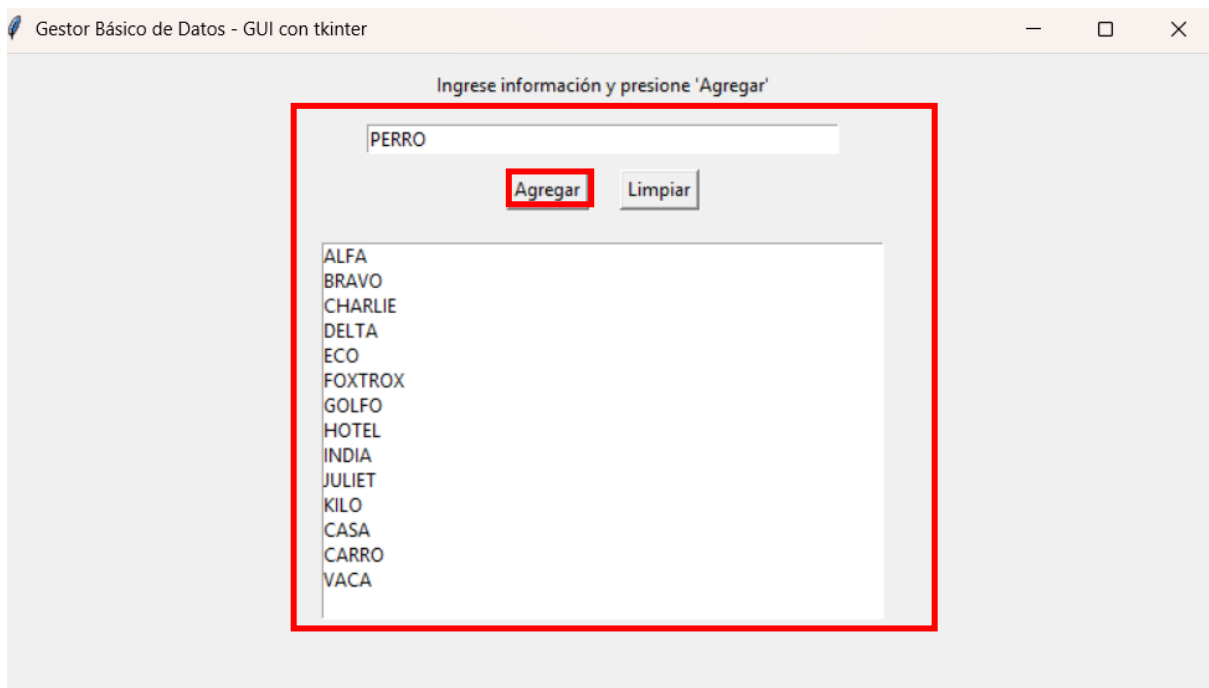 Gestor Básico de Datos - GUI con tkinter
Ingrese información y presione 'Agregar'
PERRO
Agregar Limpiar
ALFA
BRAVO
CHARLIE
DELTA
ECO
FOXTROX
GOLFO
HOTEL
INDIA
JULIET
KILO
CASA
CARRO
VACA